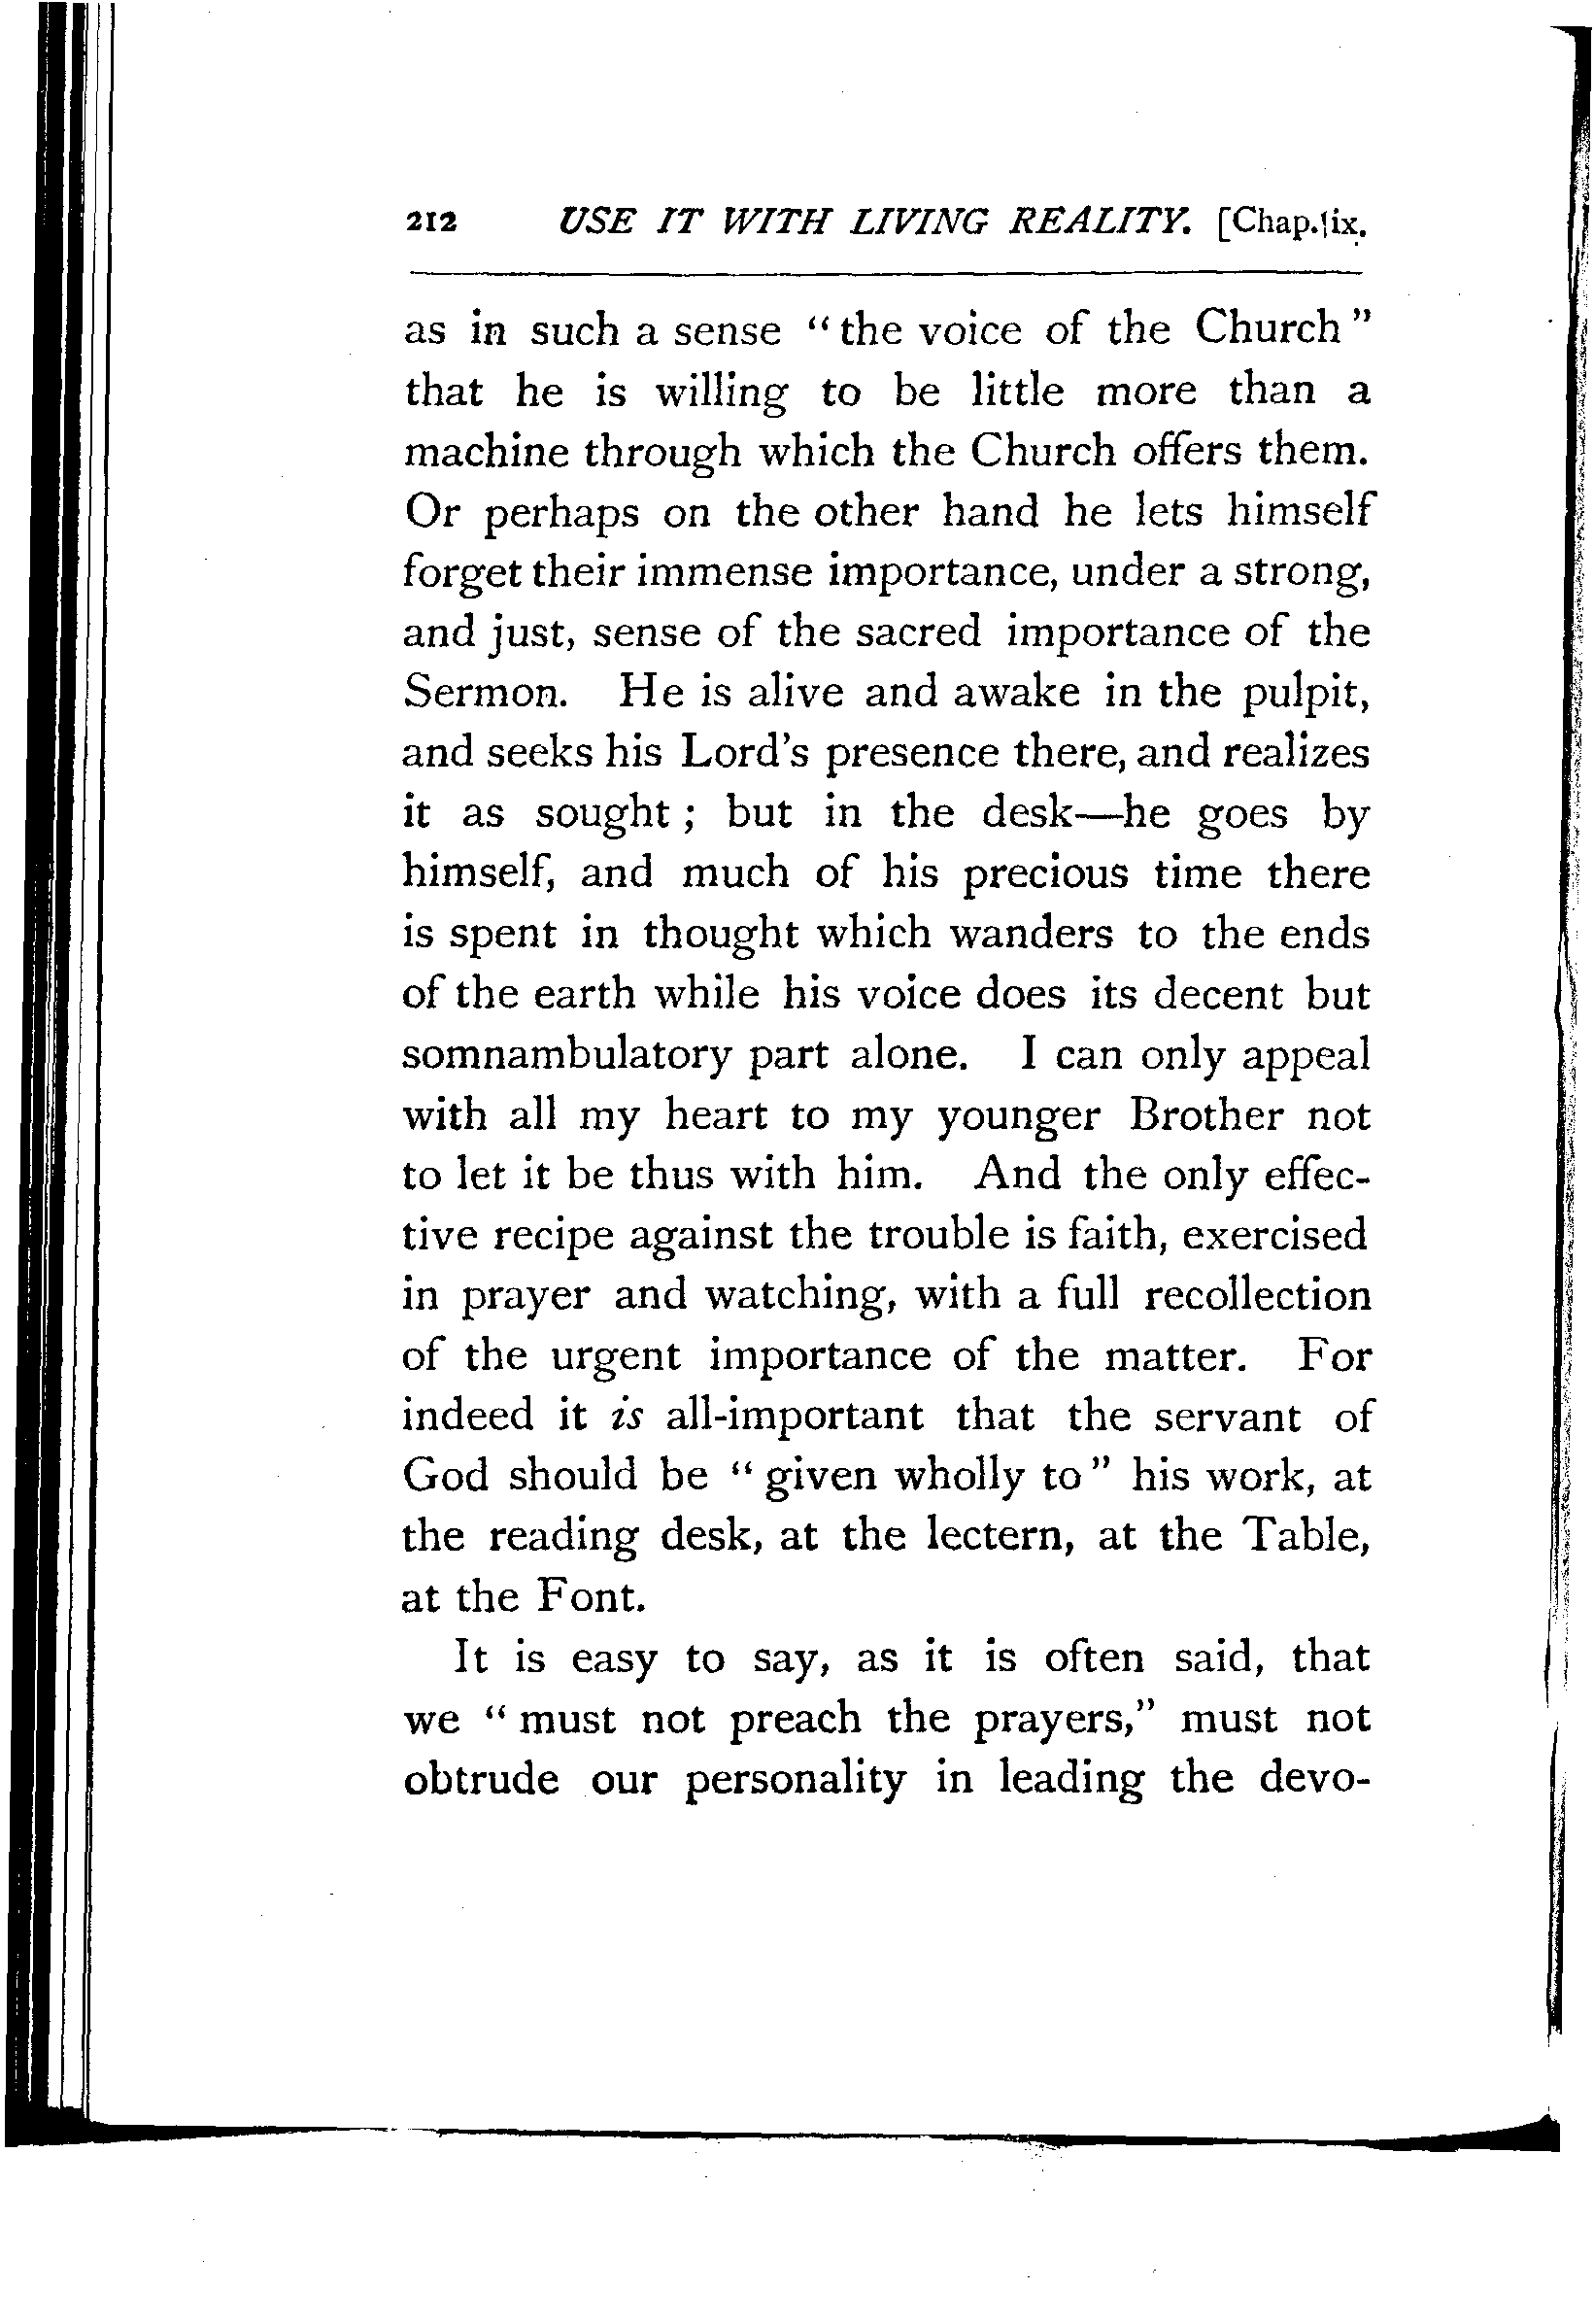 212 USE IT WITH LIVING REALITY. [Chap. ix.
as in such a sense “the voice of the Church”
that he is willing to be little more than a
machine through which the Church offers them.
Or perhaps on the other hand he lets himself
forget their immense importance, under a strong,
and just, sense of the sacred importance of the
Sermon. He is alive and awake in the pulpit,
and seeks his Lord’s presence there, and realizes
it as sought ; but in the desk—he goes by
himself, and much of his precious time there
is spent in thought which wanders to the ends
of the earth while his voice does its decent but
somnambulatory part alone. I can only appeal
with all my heart to my younger Brother not
to let it be thus with him. And the only effec-
tive recipe against the trouble is faith, exercised
in prayer and watching, with a full recollection
of the urgent importance of the matter. For
indeed it is all-important that the servant of
God should be “given wholly to” his work, at
the reading desk, at the lectern, at the Table,
at the Font.
It is easy to say, as it is often said, that
we “must not preach the prayers,” must not
obtrude our personality in leading the devo-